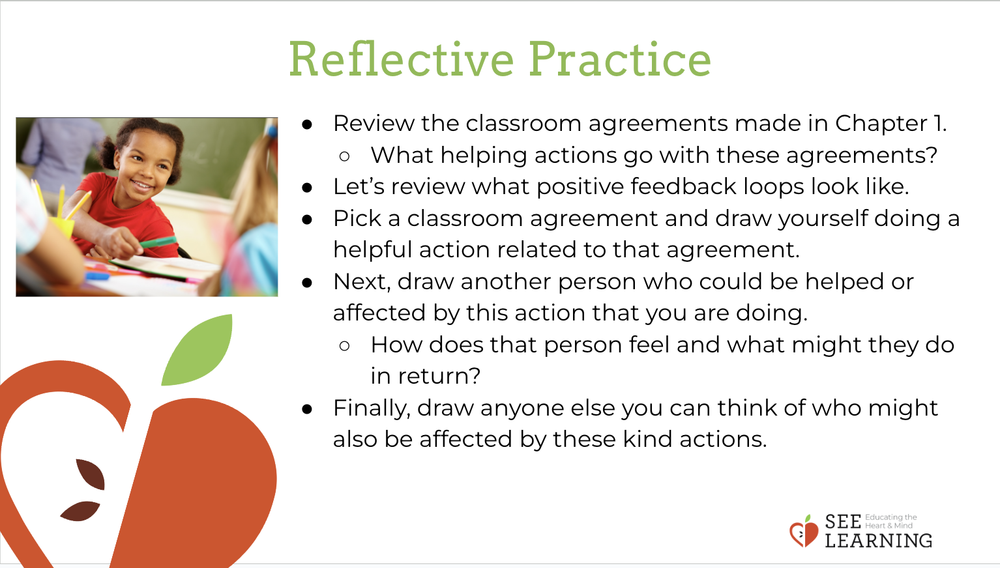 Reflective Practice
● Review the classroom agreements made in Chapter 1.
○ What helping actions go with these agreements?
● Let’s review what positive feedback loops look like.
● Pick a classroom agreement and draw yourself doing a
helpful action related to that agreement.
● Next, draw another person who could be helped or
affected by this action that you are doing.
○ How does that person feel and what might they do
in return?
● Finally, draw anyone else you can think of who might
also be affected by these kind actions.
SEE Educating the
Heart & Mind
LEARNING